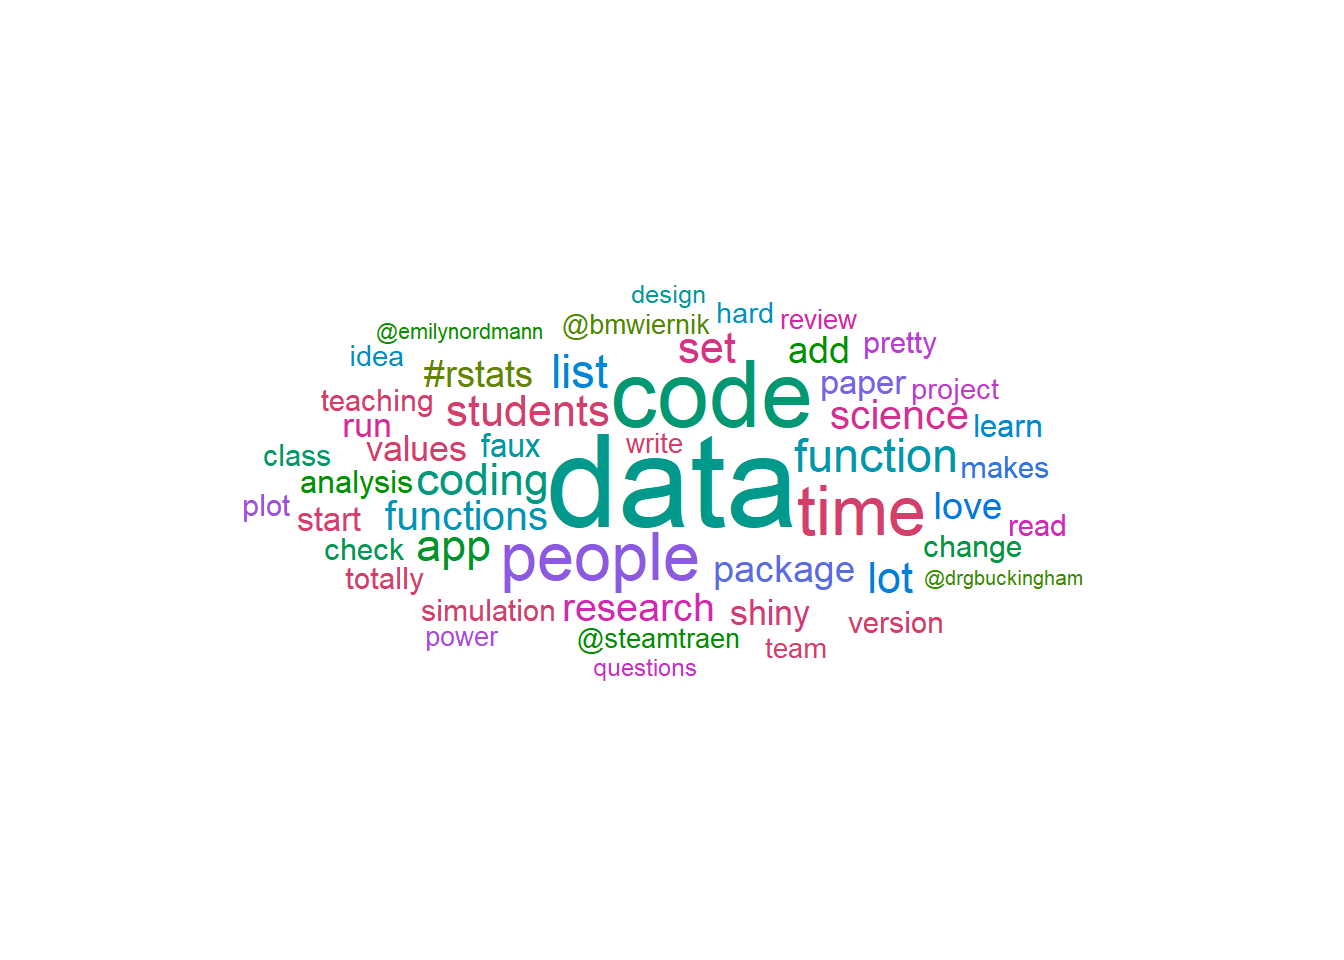 design
@bmwiernik
hard
review
@emilynordmann
idea
#rstats
list
set
add
pretty
teaching
students
code
paper
project
run
science
learn
class
values
faux
write
function
makes
analysis
coding
data
plot
start
functions
time
love
read
check
app
people
package
lot
change
@drgbuckingham
totally
simulation
research
shiny
version
power
@steamtraen
team
questions